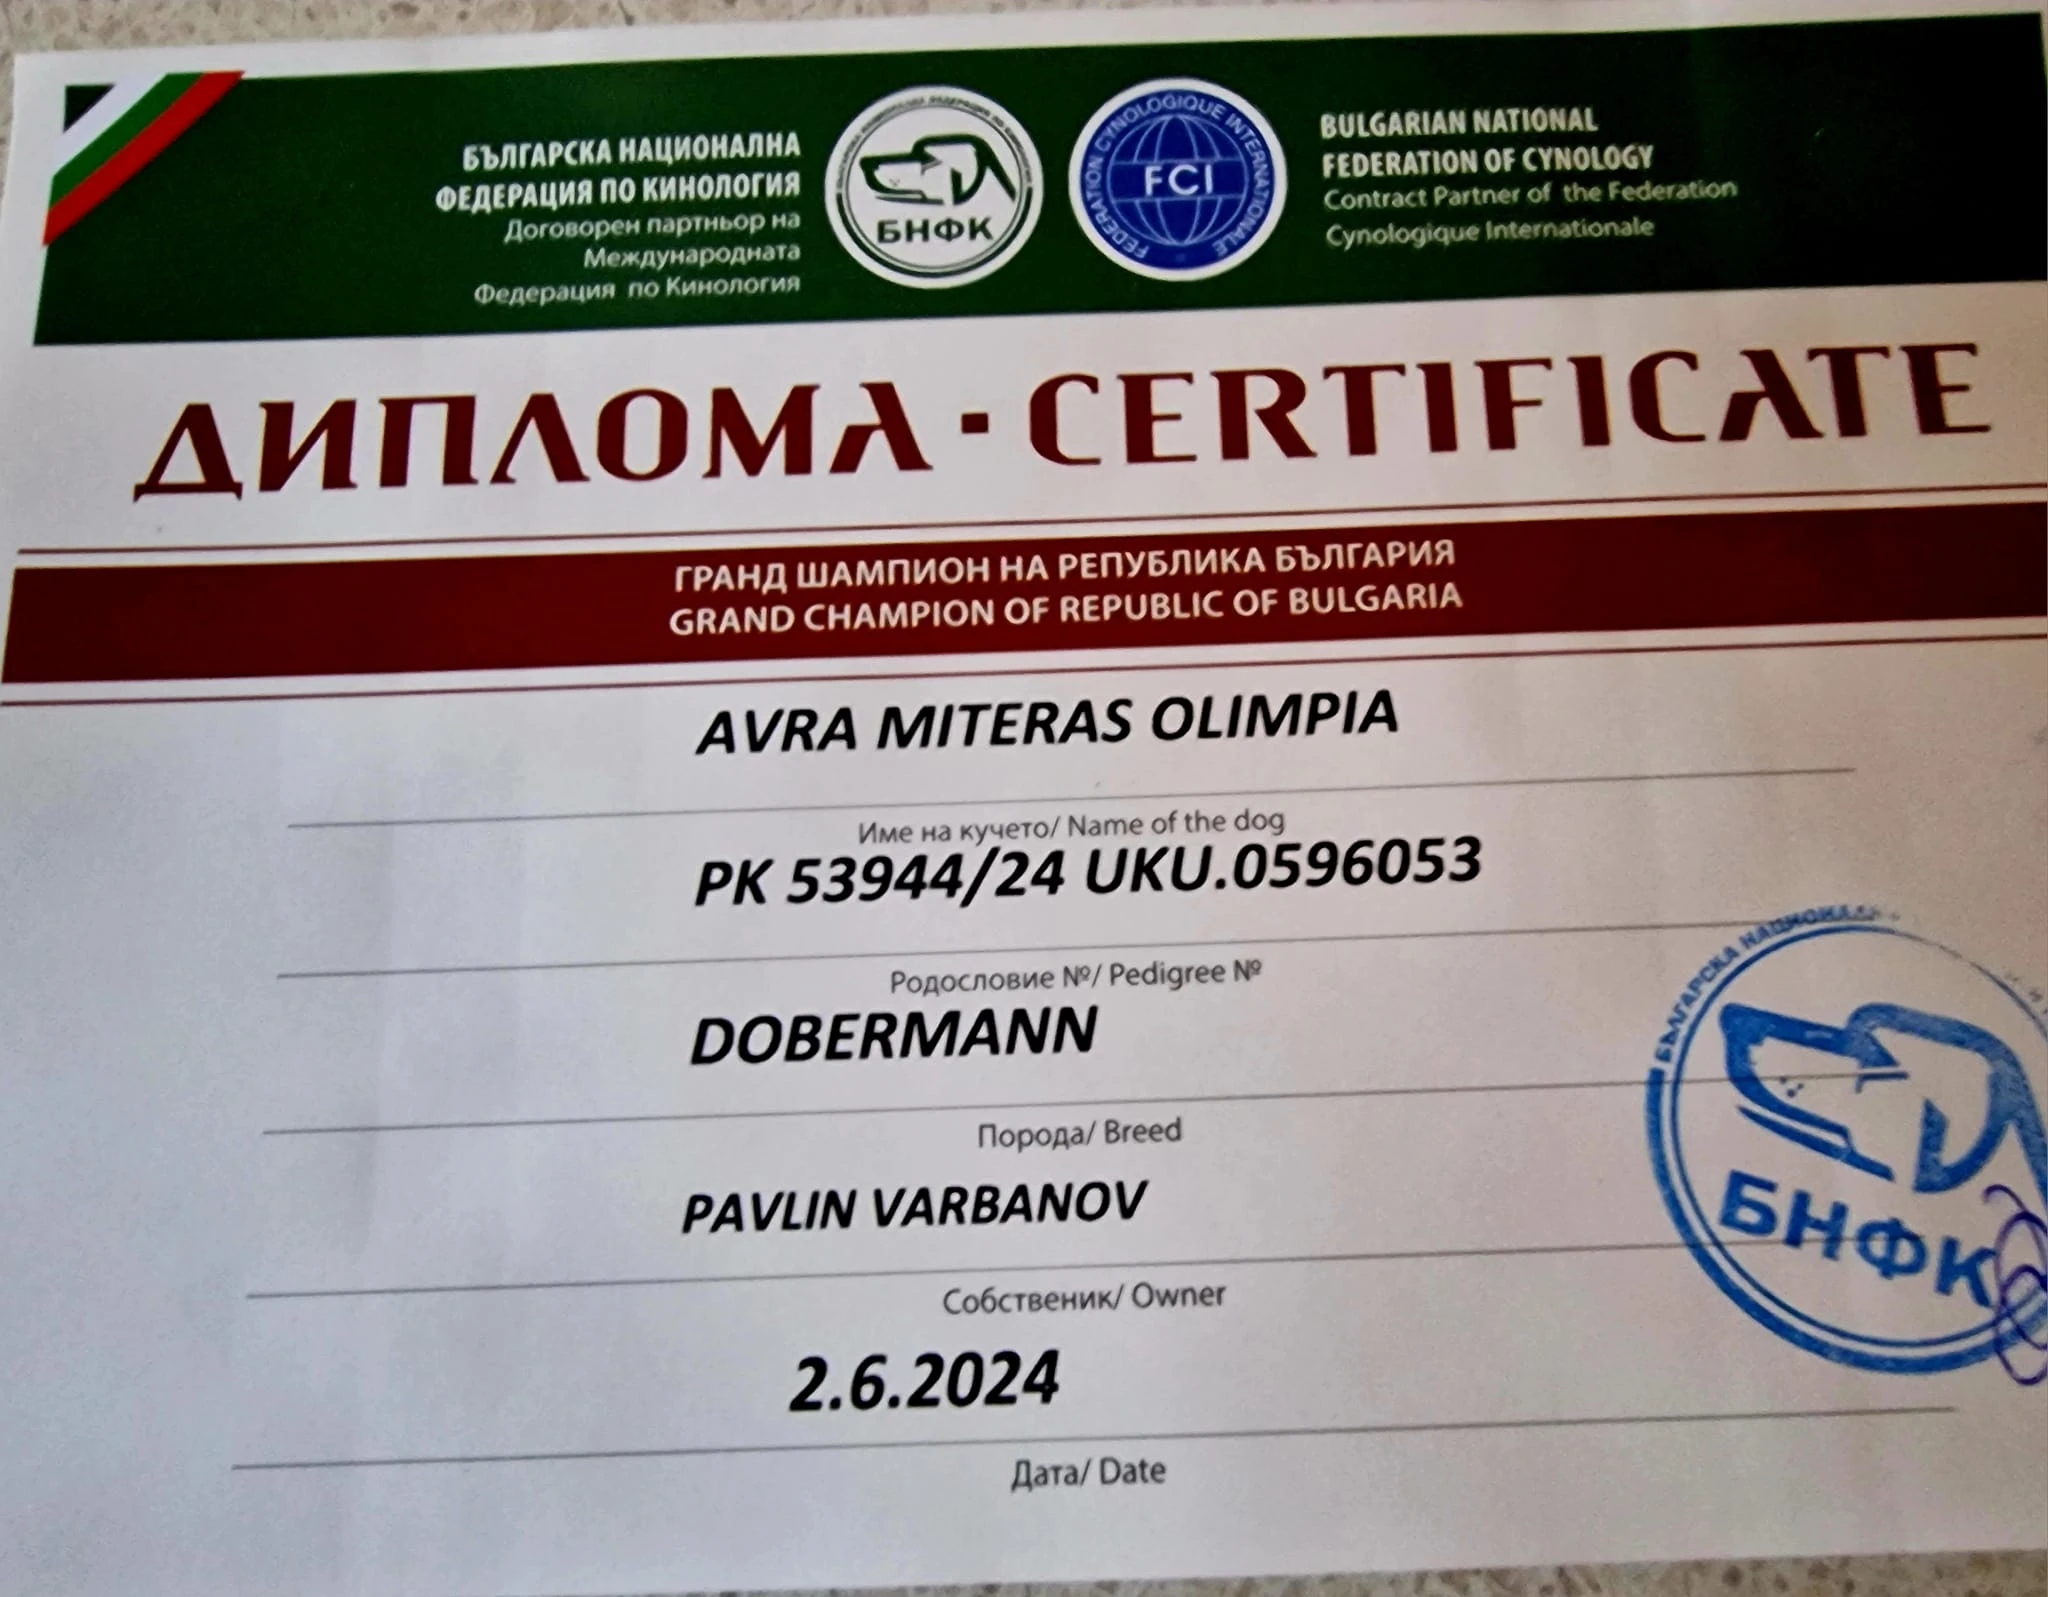 БЪЛГАРСКА НАЦИОНАЛНА
ФЕДЕРАЦИЯ ПО КИНОЛОГИЯ
Договорен партньор на
Международната
Федерация по Кинология
БНФК
FEDERATION CYNOLOGIQUE INTERNATIONALE
FCI
BULGARIAN NATIONAL
FEDERATION OF CYNOLOGY
Contract Partner of the Federation
Cynologique Internationale
ДИПЛОМА - CERTIFICATE
ГРАНД ШАМПИОН НА РЕПУБЛИКА БЪЛГАРИЯ
GRAND CHAMPION OF REPUBLIC OF BULGARIA
AVRA MITERAS OLIMPIA
Име на кучето/ Name of the dog
PK 53944/24 UKU.0596053
Родословие №/ Pedigree №
DOBERMANN
Порода/ Breed
PAVLIN VARBANOV
Собственик/ Owner
2.6.2024
Дата/ Date
БЪЛГАРСКА
БНФК